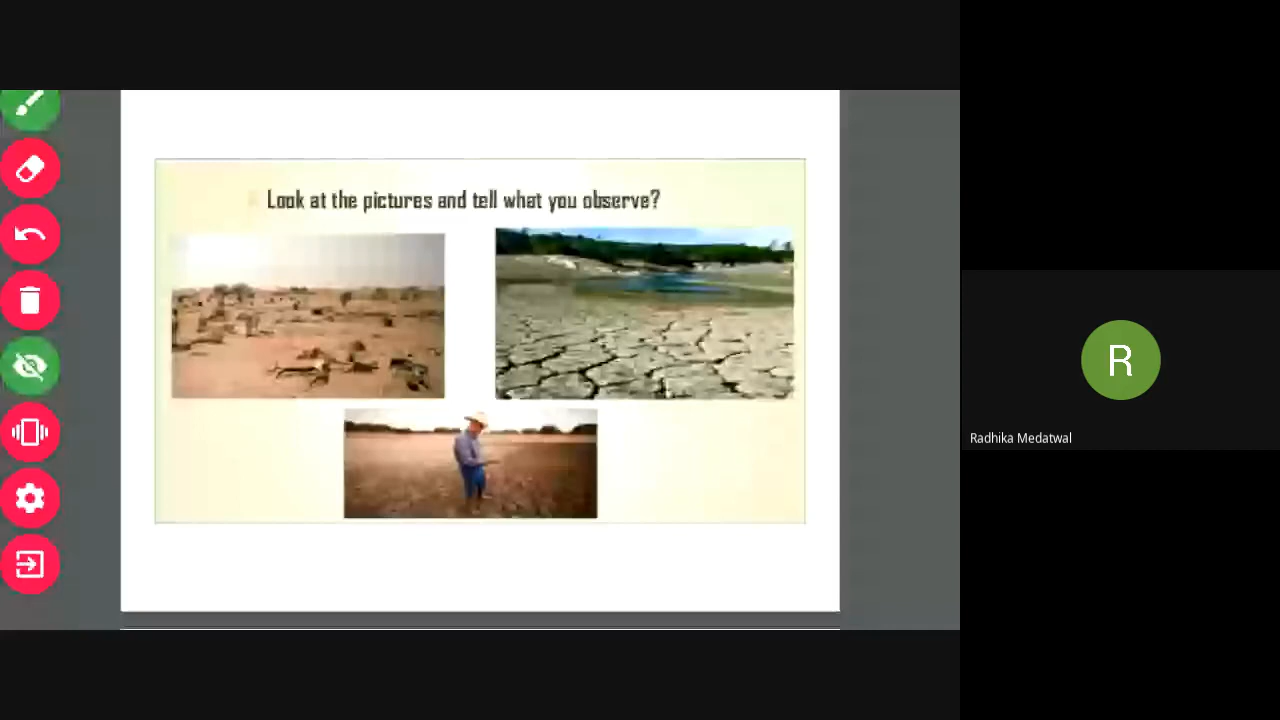 Look at the pictures and tell what you observe?
R
Radhika Medatwal